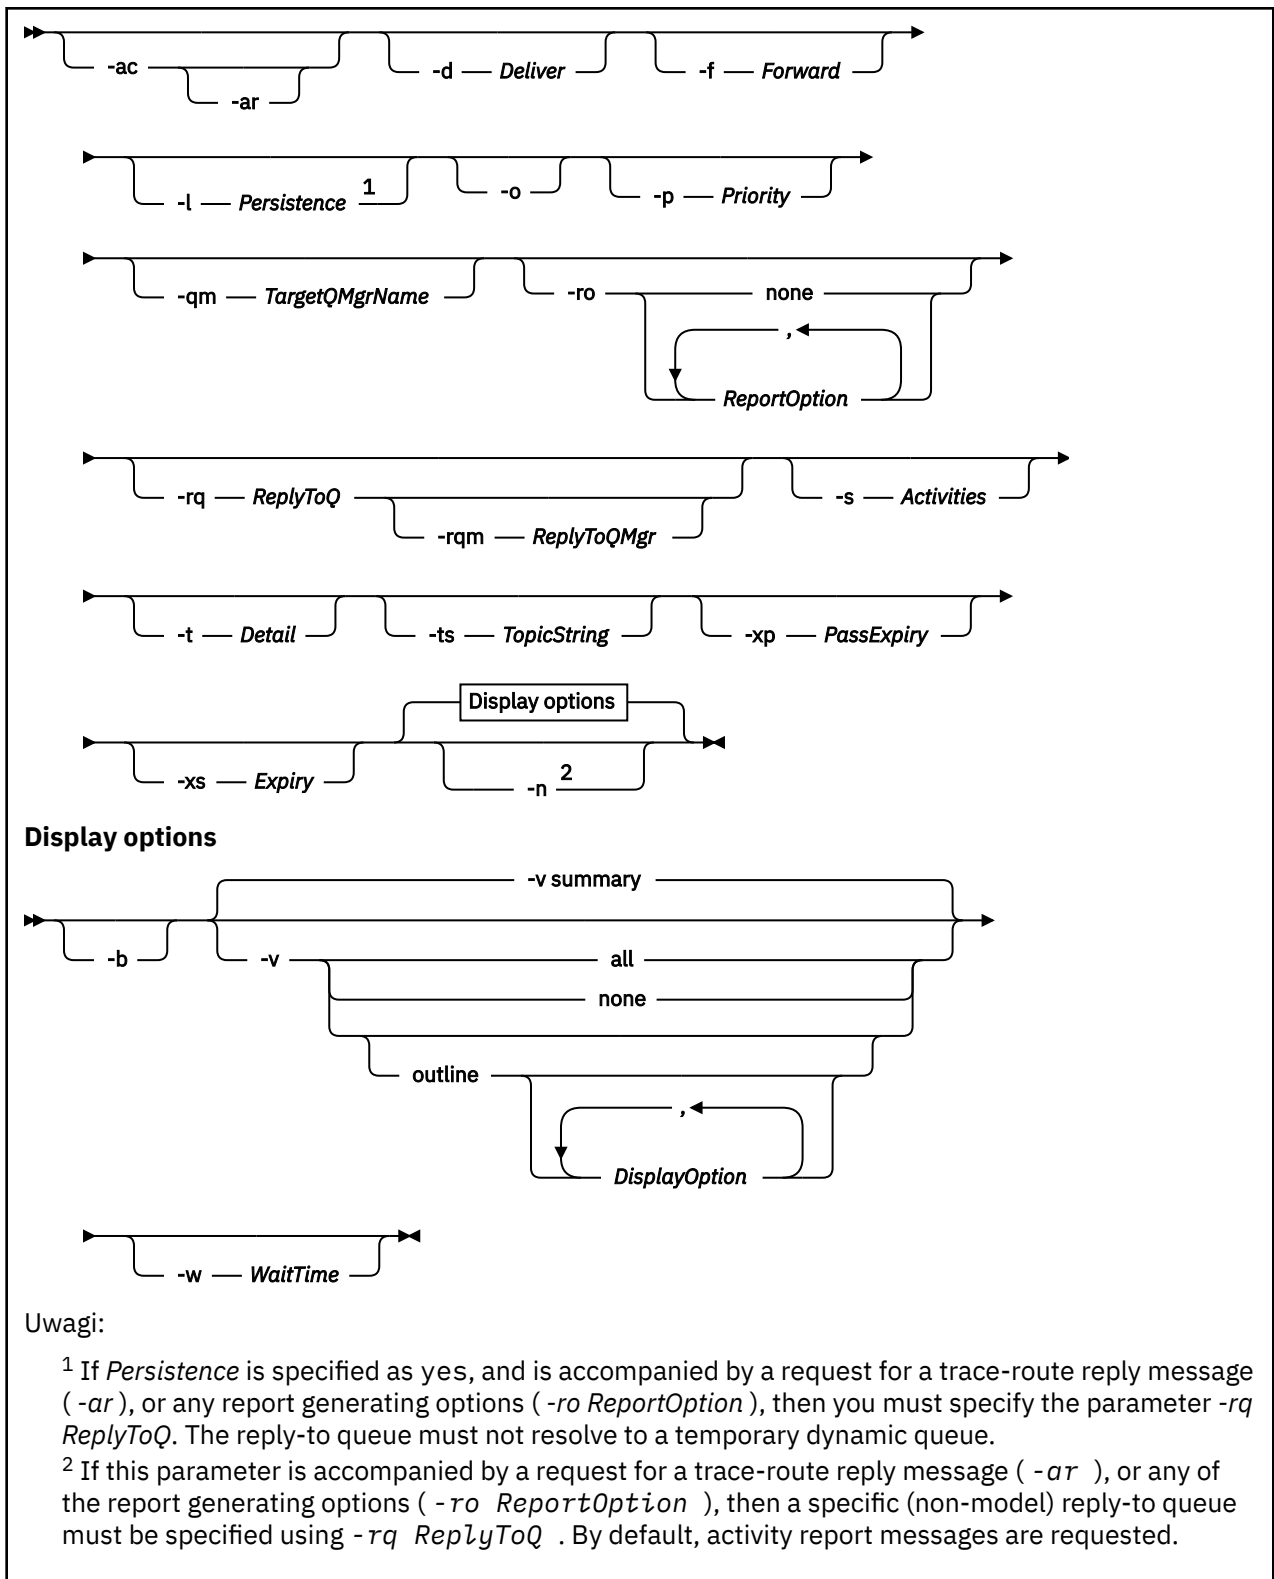 -ac
-ar
-d Deliver
-f Forward
-l Persistence 1
-o
-p Priority
-qm TargetQMgrName
-ro none
,
ReportOption
-rq ReplyToQ
-rqm ReplyToQMgr
-s Activities
-t Detail
-ts TopicString
-xp PassExpiry
Display options
-xs Expiry
-n 2
Display options
-v summary
-b
-v all
none
outline
,
DisplayOption
-w WaitTime
Uwagi:
1 If Persistence is specified as yes, and is accompanied by a request for a trace-route reply message
( -ar ), or any report generating options ( -ro ReportOption ), then you must specify the parameter -rq
ReplyToQ. The reply-to queue must not resolve to a temporary dynamic queue.
2 If this parameter is accompanied by a request for a trace-route reply message ( -ar ), or any of
the report generating options ( -ro ReportOption ), then a specific (non-model) reply-to queue
must be specified using -rq ReplyToQ . By default, activity report messages are requested.